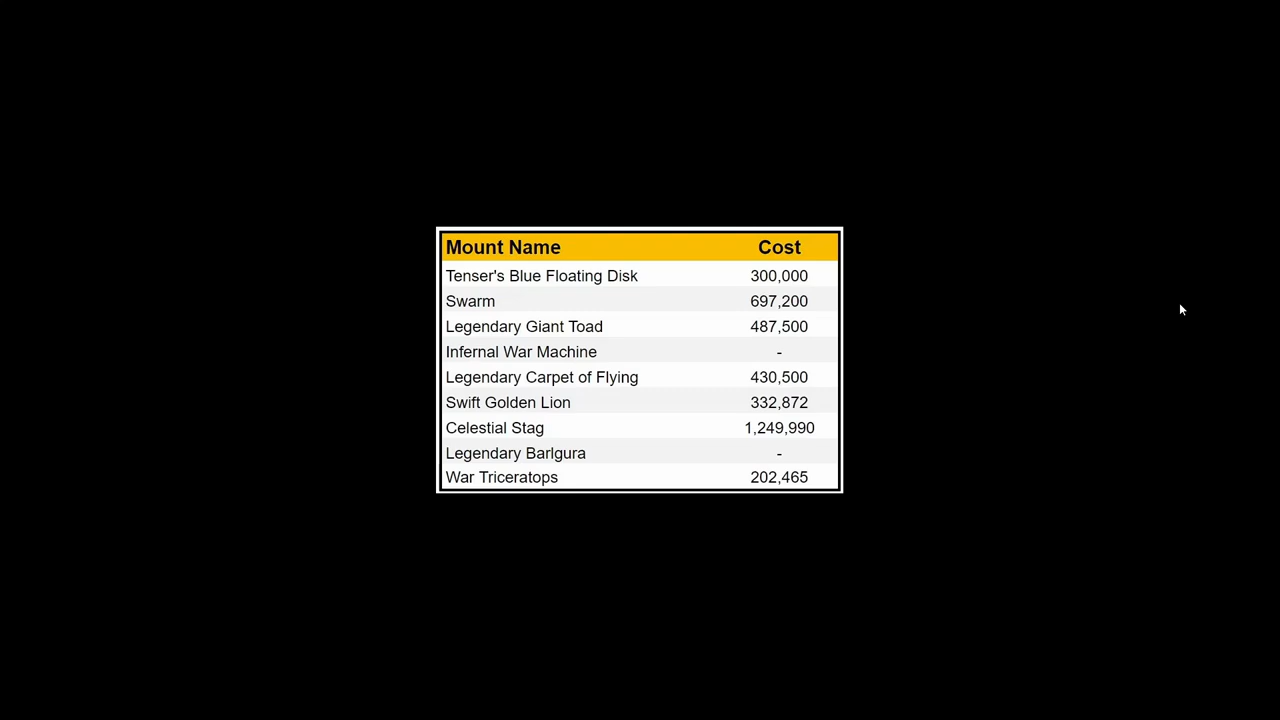 Mount Name Cost
Tenser's Blue Floating Disk 300,000
Swarm 697,200
Legendary Giant Toad 487,500
Infernal War Machine -
Legendary Carpet of Flying 430,500
Swift Golden Lion 332,872
Celestial Stag 1,249,990
Legendary Barlgura -
War Triceratops 202,465